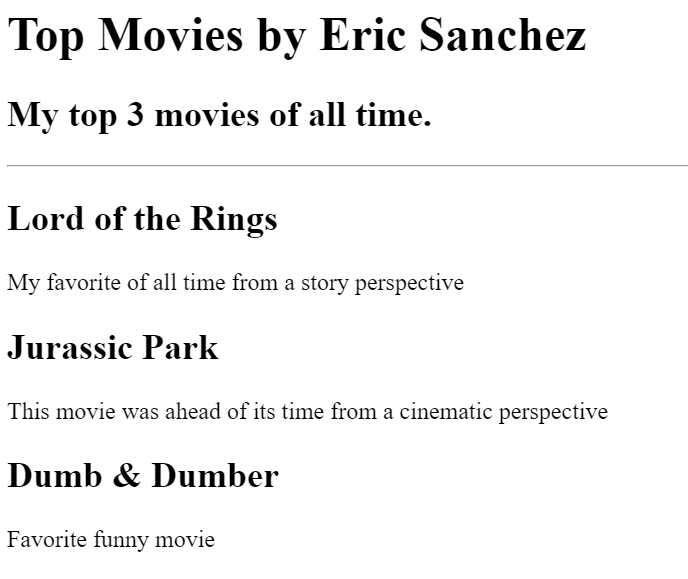 Top Movies by Eric Sanchez
My top 3 movies of all time.
Lord of the Rings
My favorite of all time from a story perspective
Jurassic Park
This movie was ahead of its time from a cinematic perspective
Dumb & Dumber
Favorite funny movie